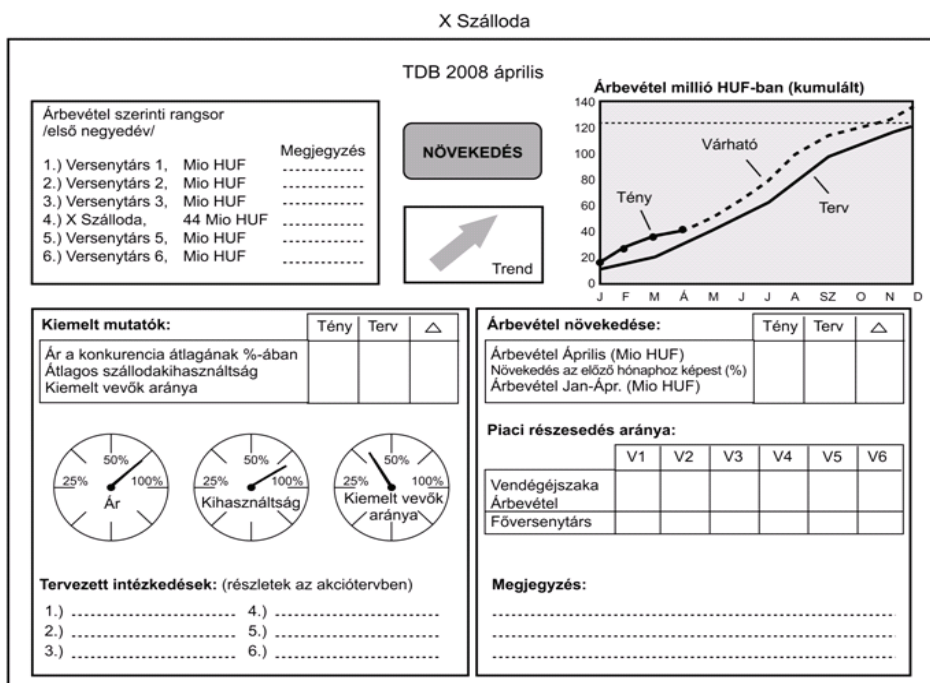 X Szálloda
TDB 2008 április
Árbevétel szerinti rangsor
/első negyedév/
Megjegyzés
1.) Versenytárs 1, Mio HUF ................
2.) Versenytárs 2, Mio HUF ................
3.) Versenytárs 3, Mio HUF ................
4.) X Szálloda, 44 Mio HUF ................
5.) Versenytárs 5, Mio HUF ................
6.) Versenytárs 6, Mio HUF ................
NÖVEKEDÉS
Trend
Árbevétel millió HUF-ban (kumulált)
140
120
100
80
60
40
20
0
Várható
Tény
Terv
J F M Á M J J A SZ O N D
Kiemelt mutatók: Tény Terv △
Ár a konkurencia átlagának %-ában
Átlagos szállodakihasználtság
Kiemelt vevők aránya
25% 50% 100%
Ár
25% 50% 100%
Kihasználtság
25% 50% 100%
Kiemelt vevők
aránya
Tervezett intézkedések: (részletek az akciótervben)
1.) ................ 4.) ................
2.) ................ 5.) ................
3.) ................ 6.) ................
Árbevétel növekedése: Tény Terv △
Árbevétel Április (Mio HUF)
Növekedés az előző hónaphoz képest (%)
Árbevétel Jan-Ápr. (Mio HUF)
Piaci részesedés aránya:
V1 V2 V3 V4 V5 V6
Vendégéjszaka
Árbevétel
Főversenytárs
Megjegyzés: